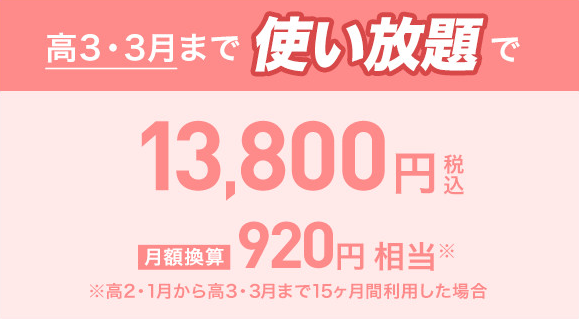 高3・3月まで使い放題で
13,800円税込
月額換算 920円相当※
※高2・1月から高3・3月まで15ヶ月間利用した場合